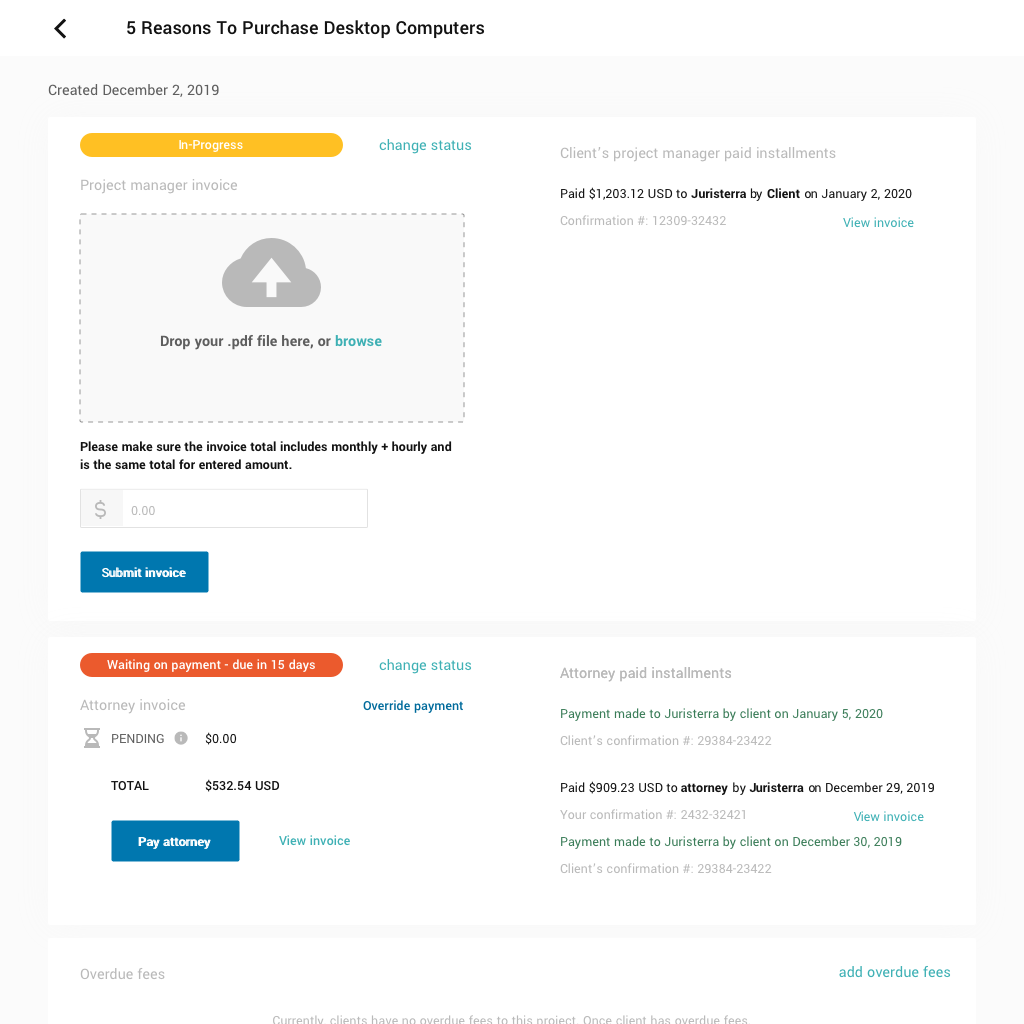 5 Reasons To Purchase Desktop Computers
Created December 2, 2019
In-Progress
change status
Project manager invoice
Drop your .pdf file here, or browse
Please make sure the invoice total includes monthly + hourly and
is the same total for entered amount.
$ 0.00
Submit invoice
Client's project manager paid installments
Paid $1,203.12 USD to Juristerra by Client on January 2, 2020
Confirmation #: 12309-32432
View invoice
Waiting on payment - due in 15 days
change status
Attorney invoice
Override payment
PENDING $0.00
TOTAL $532.54 USD
Pay attorney
View invoice
Attorney paid installments
Payment made to Juristerra by client on January 5, 2020
Client's confirmation #: 29384-23422
Paid $909.23 USD to attorney by Juristerra on December 29, 2019
Your confirmation #: 2432-32421
View invoice
Payment made to Juristerra by client on December 30, 2019
Client's confirmation #: 29384-23422
Overdue fees
add overdue fees
Currently, clients have no overdue fees to this project. Once client has overdue fees